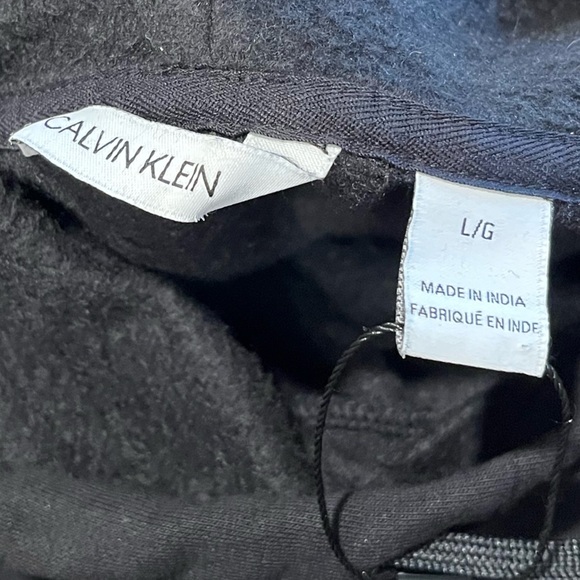 CALVIN KLEIN
L/G
MADE IN INDIA
FABRIQUÉ EN INDE